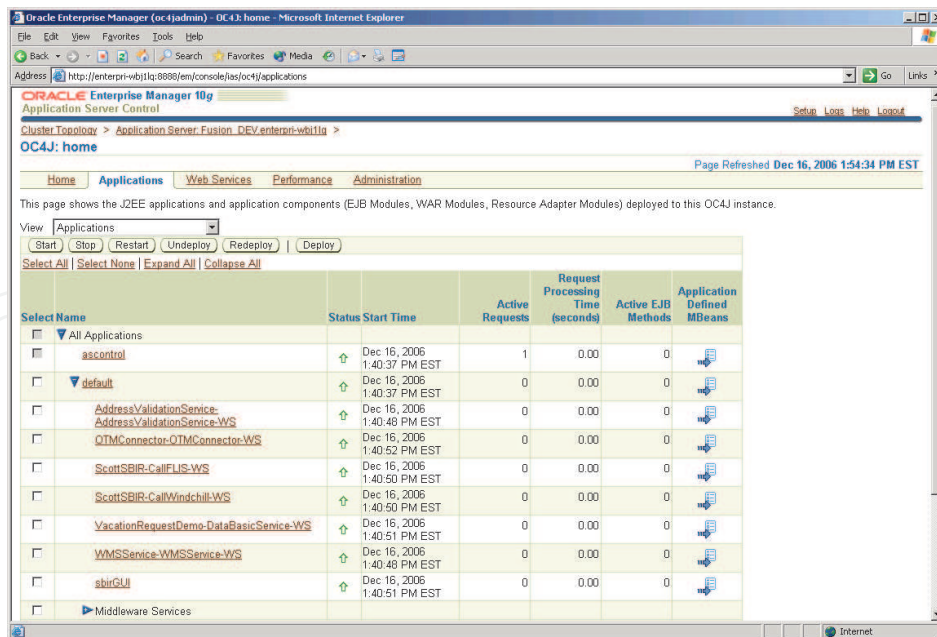 Oracle Enterprise Manager (oc4jadmin) - OC4J: home - Microsoft Internet Explorer
File Edit View Favorites Tools Help
Back Search Favorites Media
Address http://enterpri-wbj1lq:8888/em/console/ias/oc4j/applications Go Links
ORACLE Enterprise Manager 10g
Application Server Control
Setup Logs Help Logout
Cluster Topology > Application Server: Fusion_DEV.enterpri-wbj1lq >
OC4J: home
Page Refreshed Dec 16, 2006 1:54:34 PM EST
Home Applications Web Services Performance Administration
This page shows the J2EE applications and application components (EJB Modules, WAR Modules, Resource Adapter Modules) deployed to this OC4J instance.
View Applications
Start Stop Restart Undeploy Redeploy | Deploy
Select All | Select None | Expand All | Collapse All
Select Name Status Start Time Active Requests Request Processing Time (seconds) Active EJB Methods Application Defined MBeans
All Applications
ascontrol Dec 16, 2006 1:40:37 PM EST 1 0.00 0
default Dec 16, 2006 1:40:37 PM EST 0 0.00 0
AddressValidationService-AddressValidationService-WS Dec 16, 2006 1:40:48 PM EST 0 0.00 0
OTMConnector-OTMConnector-WS Dec 16, 2006 1:40:52 PM EST 0 0.00 0
ScottSBIR-CallFLIS-WS Dec 16, 2006 1:40:50 PM EST 0 0.00 0
ScottSBIR-CallWindchill-WS Dec 16, 2006 1:40:50 PM EST 0 0.00 0
VacationRequestDemo-DataBasicService-WS Dec 16, 2006 1:40:51 PM EST 0 0.00 0
WMSService-WMSService-WS Dec 16, 2006 1:40:48 PM EST 0 0.00 0
sbirGUI Dec 16, 2006 1:40:51 PM EST 0 0.00 0
Middleware Services
Internet